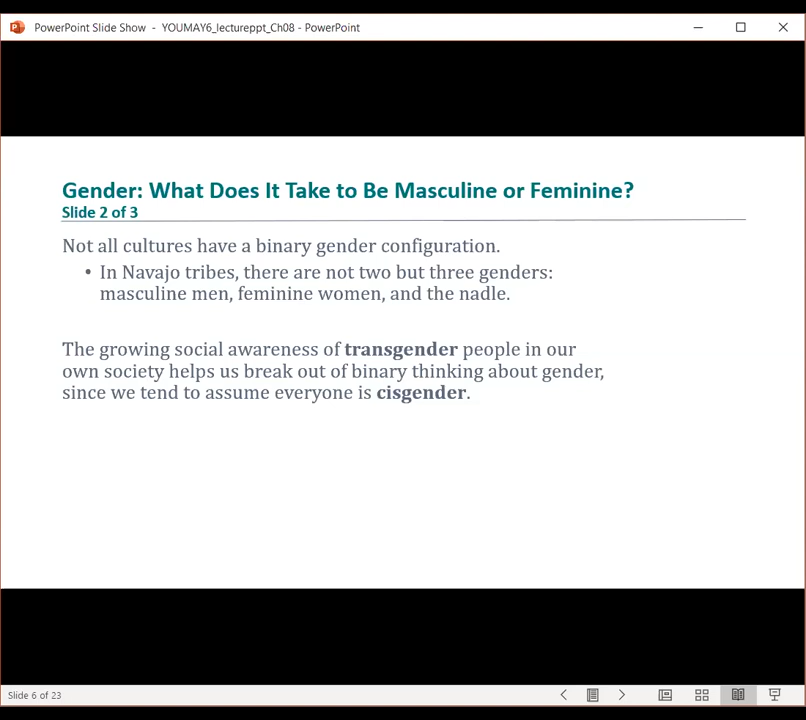 PowerPoint Slide Show - YOUMAY6_lectureppt_Ch08 - PowerPoint
Gender: What Does It Take to Be Masculine or Feminine?
Slide 2 of 3
Not all cultures have a binary gender configuration.
• In Navajo tribes, there are not two but three genders:
masculine men, feminine women, and the nadle.
The growing social awareness of transgender people in our
own society helps us break out of binary thinking about gender,
since we tend to assume everyone is cisgender.
Slide 6 of 23